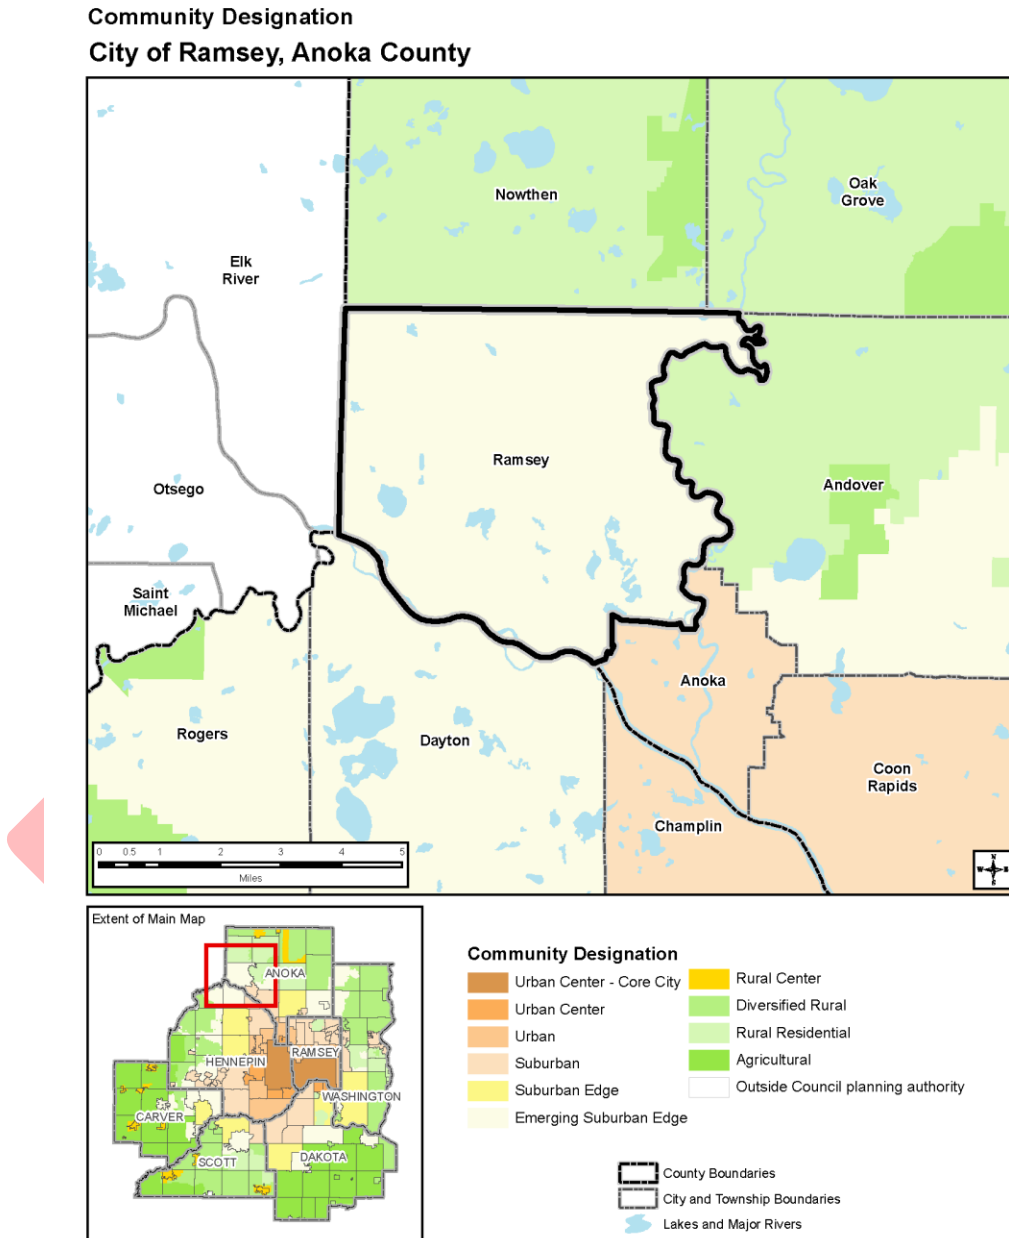 Community Designation
City of Ramsey, Anoka County
Nowthen
Oak
Grove
Elk
River
Ramsey
Otsego
Andover
Saint
Michael
Anoka
Rogers
Dayton
Coon
Rapids
Champlin
0 0.5 1 2 3 4 5
Miles
N
W E
S
Extent of Main Map
ANOKA
HENNEPIN
RAMSEY
WASHINGTON
CARVER
SCOTT
DAKOTA
Community Designation
Urban Center - Core City
Urban Center
Urban
Suburban
Suburban Edge
Emerging Suburban Edge
Rural Center
Diversified Rural
Rural Residential
Agricultural
Outside Council planning authority
County Boundaries
City and Township Boundaries
Lakes and Major Rivers